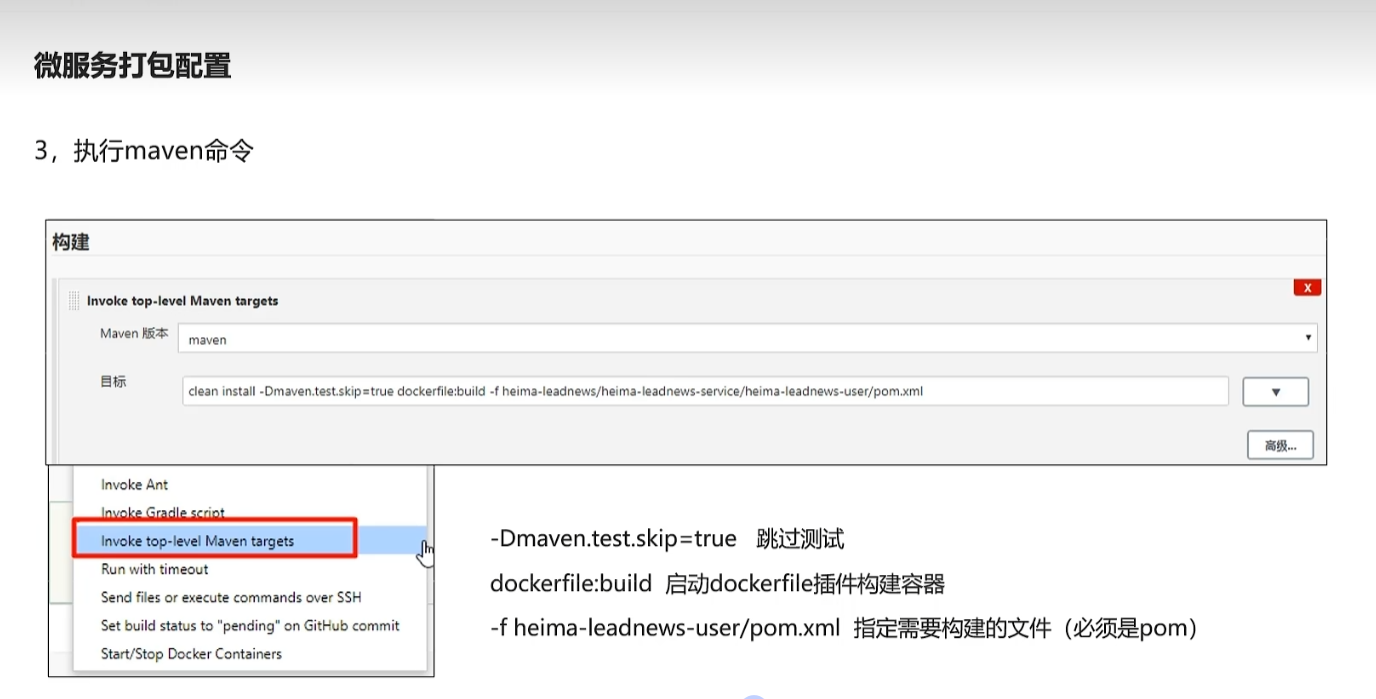 微服务打包配置
3，执行maven命令
构建
Invoke top-level Maven targets
X
Maven 版本
maven
目标
clean install -Dmaven.test.skip=true dockerfile:build -f heima-leadnews/heima-leadnews-service/heima-leadnews-user/pom.xml
高级...
Invoke Ant
Invoke Gradle script
Invoke top-level Maven targets
Run with timeout
Send files or execute commands over SSH
Set build status to "pending" on GitHub commit
Start/Stop Docker Containers
-Dmaven.test.skip=true 跳过测试
dockerfile:build 启动dockerfile插件构建容器
-f heima-leadnews-user/pom.xml 指定需要构建的文件（必须是pom）